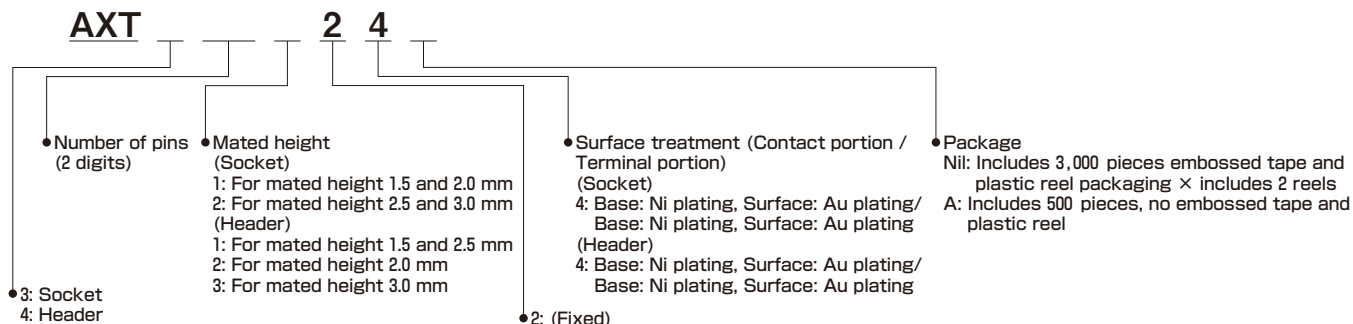 AXT 2 4
Number of pins
(2 digits)
Mated height
(Socket)
1: For mated height 1.5 and 2.0 mm
2: For mated height 2.5 and 3.0 mm
(Header)
1: For mated height 1.5 and 2.5 mm
2: For mated height 2.0 mm
3: For mated height 3.0 mm
Surface treatment (Contact portion /
Terminal portion)
(Socket)
4: Base: Ni plating, Surface: Au plating/
Base: Ni plating, Surface: Au plating
(Header)
4: Base: Ni plating, Surface: Au plating/
Base: Ni plating, Surface: Au plating
Package
Nil: Includes 3,000 pieces embossed tape and
plastic reel packaging × includes 2 reels
A: Includes 500 pieces, no embossed tape and
plastic reel
3: Socket
4: Header
2: (Fixed)